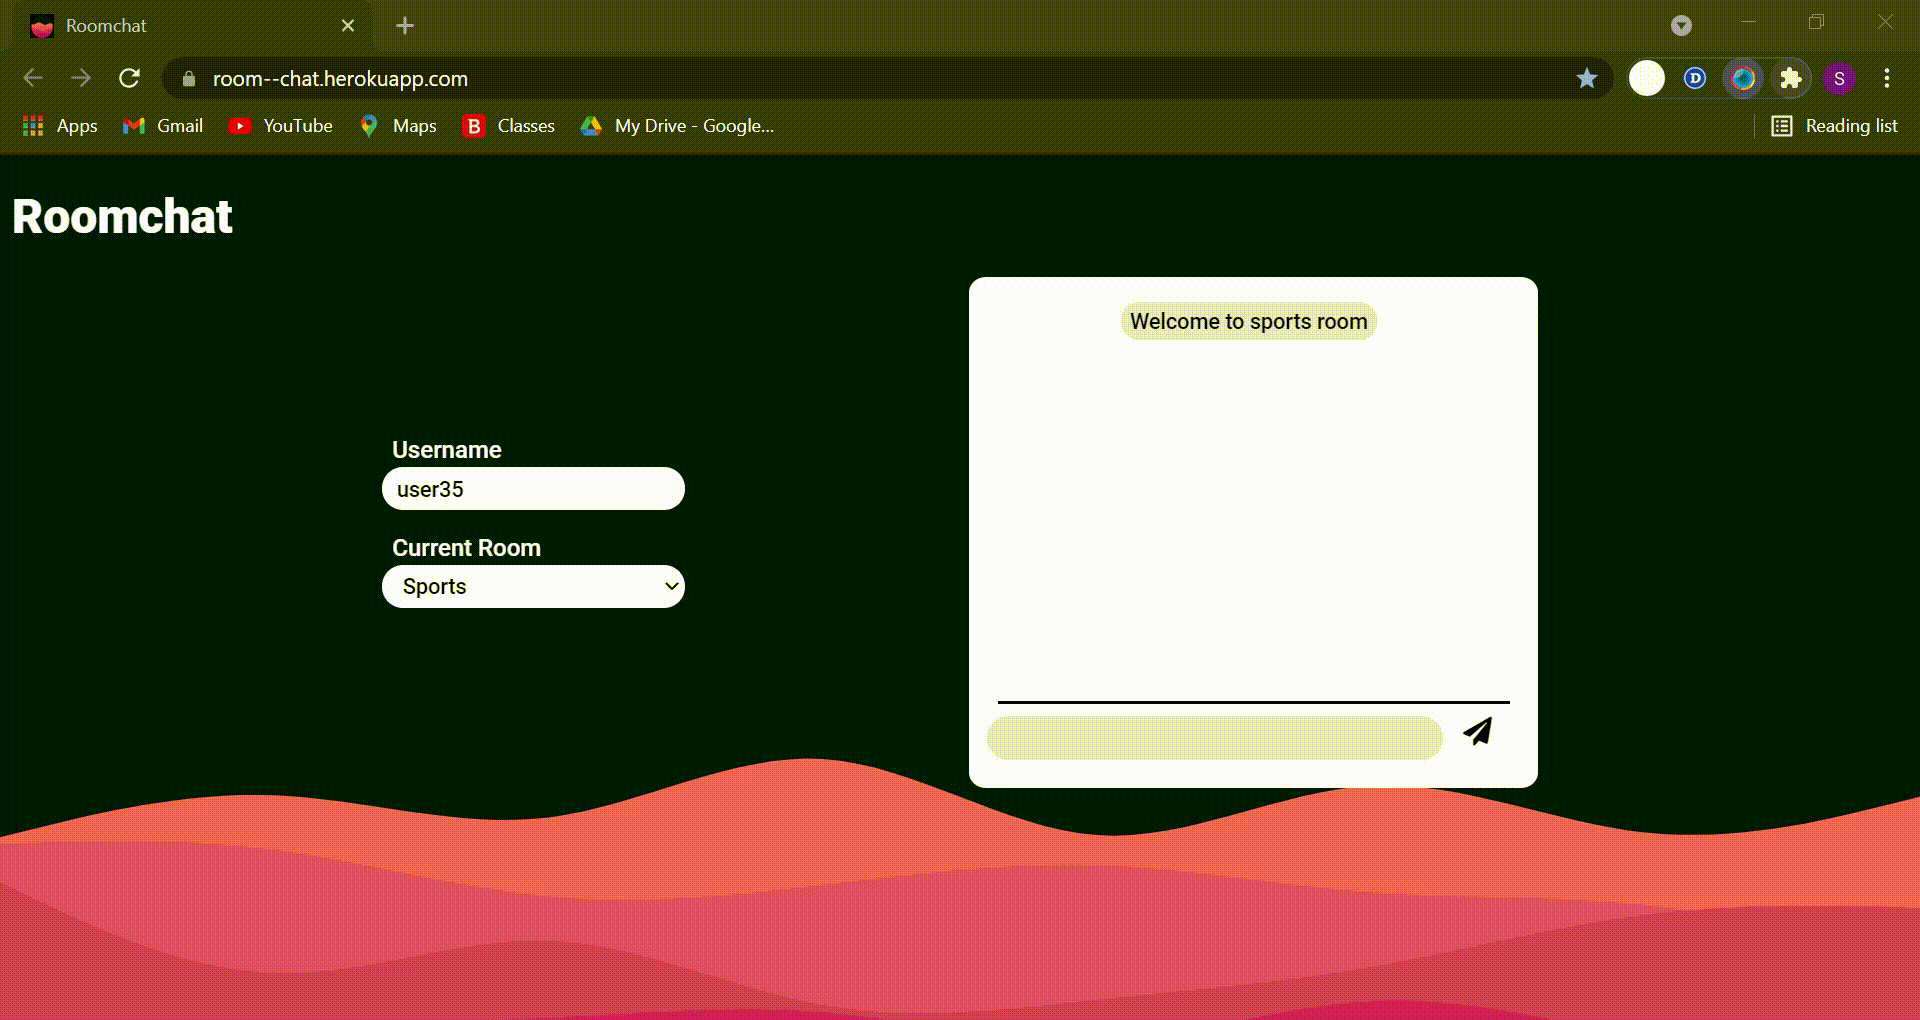 Roomchat
room--chat.herokuapp.com
D
S
Apps
Gmail
YouTube
Maps
B Classes
My Drive - Google...
Reading list
Roomchat
Welcome to sports room
Username
user35
Current Room
Sports